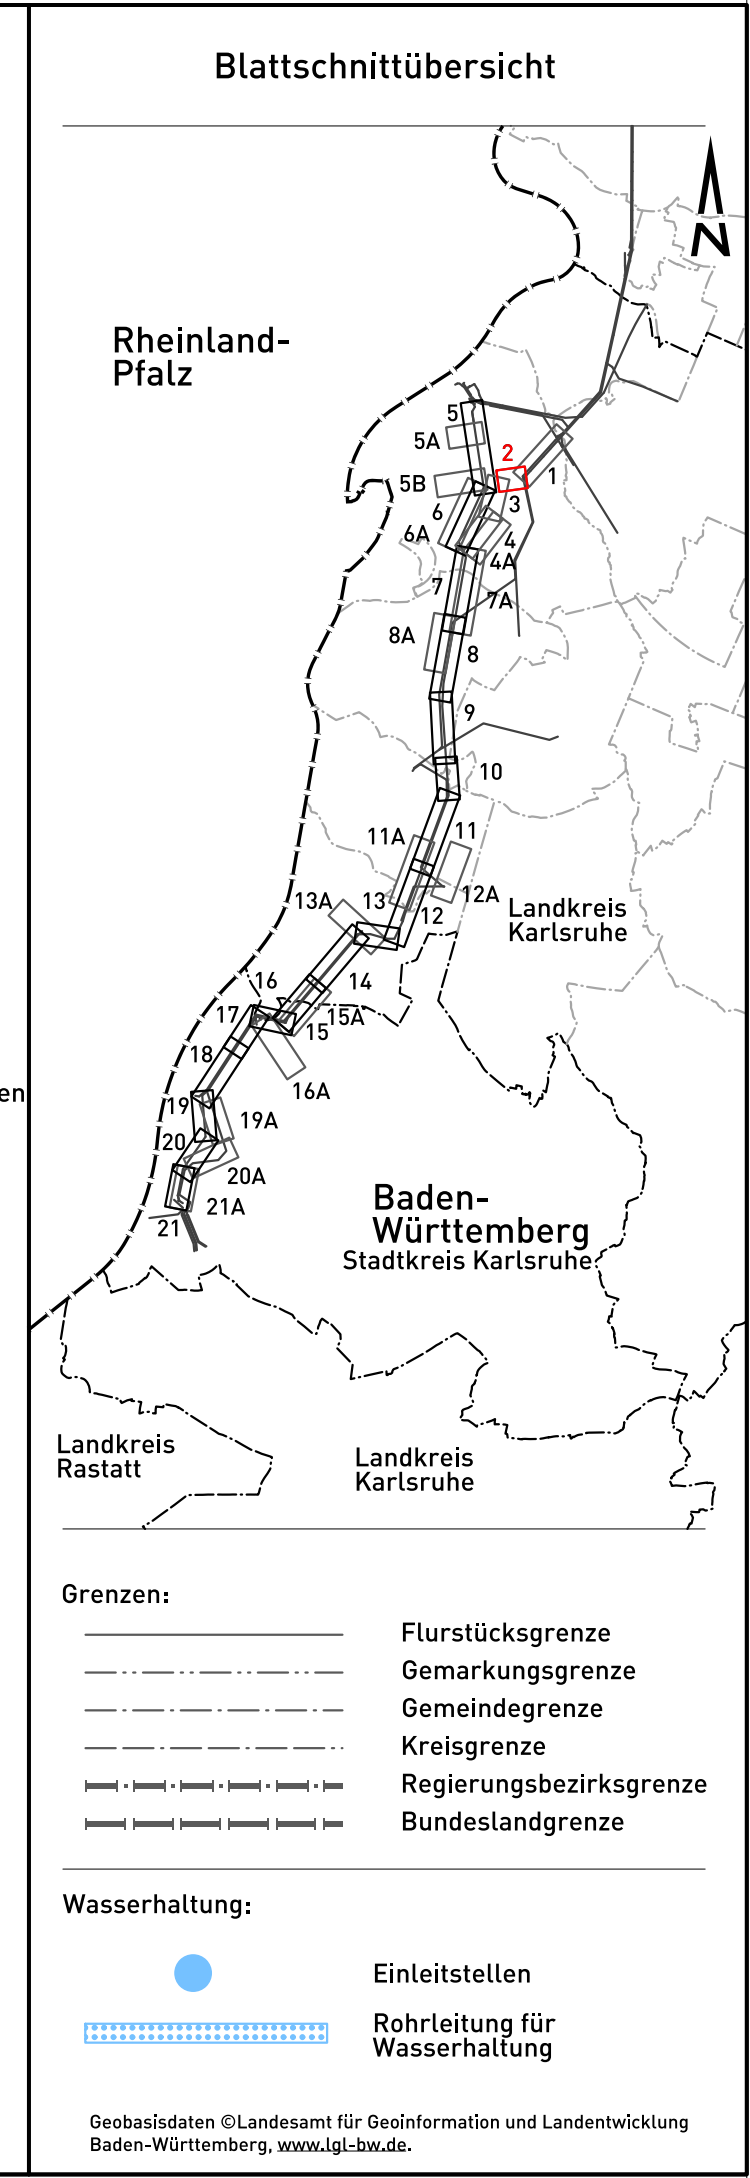 Blattschnittübersicht
N
Rheinland-
Pfalz
5
5A
2
1
5B
3
6
6A
4
4A
7
7A
8A
8
9
10
11A
11
13A
13
12A
12
Landkreis
Karlsruhe
16
14
17
15A
15
18
16A
en
19
19A
20
20A
21A
21
Baden-
Württemberg
Stadtkreis Karlsruhe
Landkreis
Rastatt
Landkreis
Karlsruhe
Grenzen:
Flurstücksgrenze
Gemarkungsgrenze
Gemeindegrenze
Kreisgrenze
Regierungsbezirksgrenze
Bundeslandgrenze
Wasserhaltung:
Einleitstellen
Rohrleitung für
Wasserhaltung
Geobasisdaten ©Landesamt für Geoinformation und Landentwicklung
Baden-Württemberg, www.lgl-bw.de.